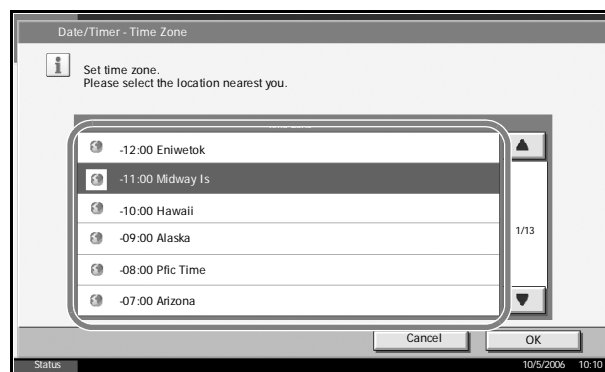 Date/Timer - Time Zone
Set time zone.
Please select the location nearest you.
-12:00 Eniwetok
-11:00 Midway Is
-10:00 Hawaii
-09:00 Alaska
-08:00 Pfic Time
-07:00 Arizona
1/13
Cancel
OK
Status
10/5/2006 10:10